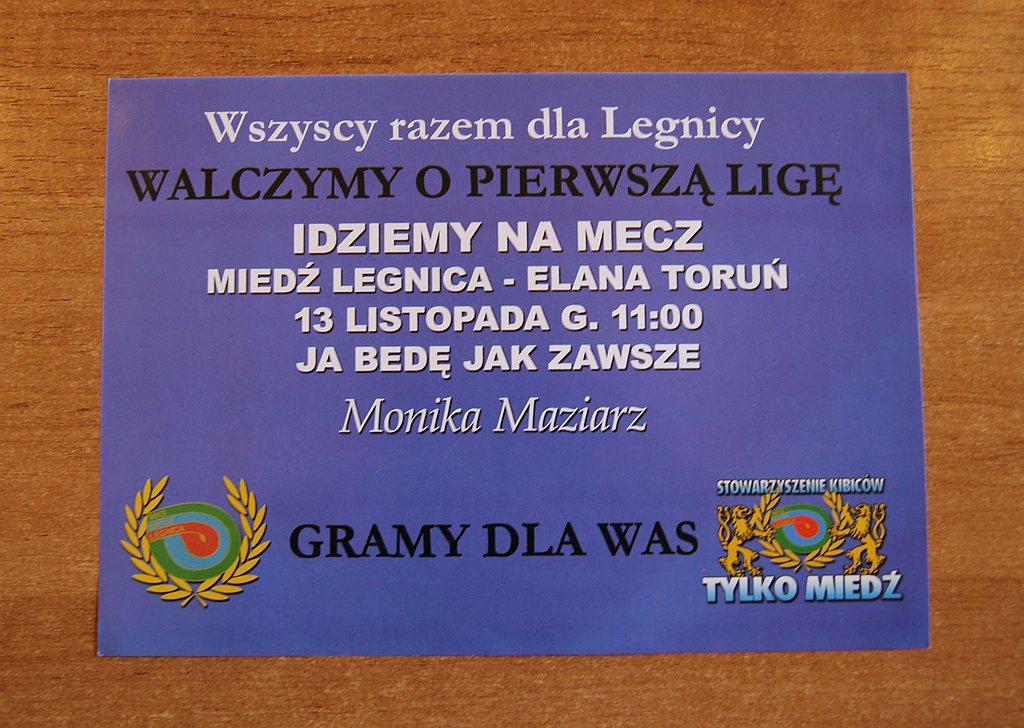 Wszyscy razem dla Legnicy
WALCZYMY O PIERWSZĄ LIGĘ
IDZIEMY NA MECZ
MIEDŹ LEGNICA - ELANA TORUŃ
13 LISTOPADA G. 11:00
JA BEDĘ JAK ZAWSZE
Monika Maziarz
GRAMY DLA WAS
STOWARZYSZENIE KIBICÓW
TYLKO MIEDŹ